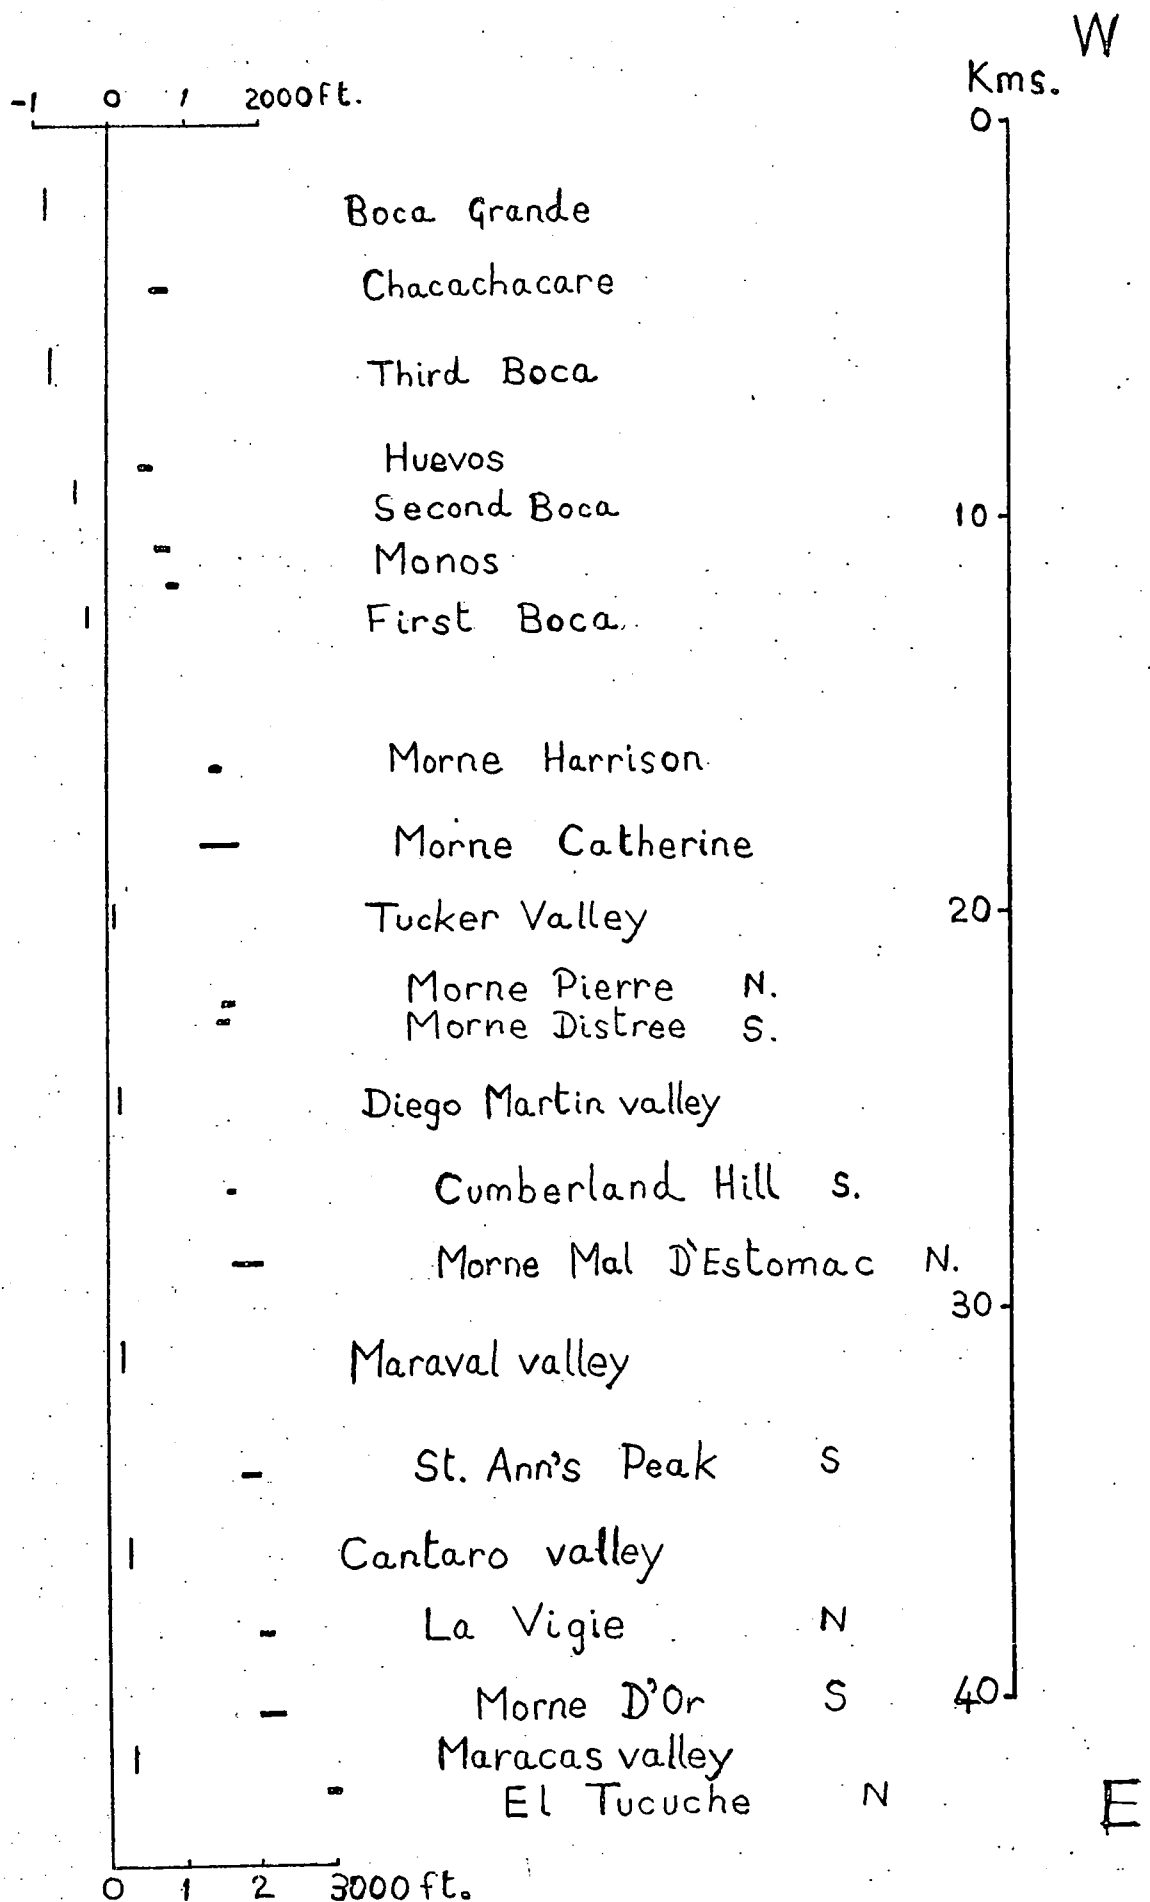 W
Kms.
-1 0 1 2000 ft.
0
Boca Grande
Chacachacare
Third Boca
Huevos
Second Boca
10
Monos
First Boca
Morne Harrison
Morne Catherine
Tucker Valley
20
Morne Pierre N.
Morne Distree S.
Diego Martin valley
Cumberland Hill S.
Morne Mal D'Estomac N.
30
Maraval valley
St. Ann's Peak S
Cantaro valley
La Vigie N
Morne D'Or S
40
Maracas valley
El Tucuche N
E
0 1 2 3000 ft.